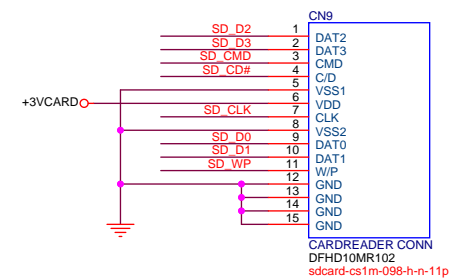 CN9
SD_D2 1 DAT2
SD_D3 2 DAT3
SD_CMD 3 CMD
SD_CD# 4 C/D
5 VSS1
+3VCARD 6 VDD
SD_CLK 7 CLK
8 VSS2
SD_D0 9 DAT0
SD_D1 10 DAT1
SD_WP 11 W/P
12 GND
13 GND
14 GND
15 GND
CARDREADER CONN
DFHD10MR102
sdcard-cs1m-098-h-n-11p